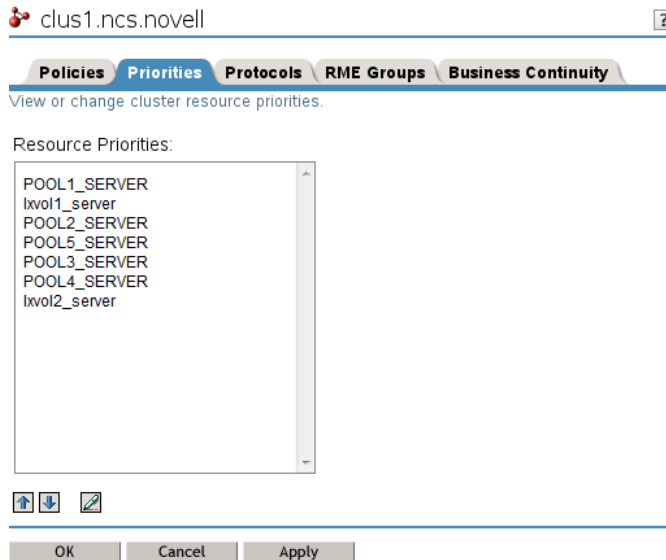 clus1.ncs.novell
?
Policies Priorities Protocols RME Groups Business Continuity
View or change cluster resource priorities.
Resource Priorities:
POOL1_SERVER
lxvol1_server
POOL2_SERVER
POOL5_SERVER
POOL3_SERVER
POOL4_SERVER
lxvol2_server
OK Cancel Apply